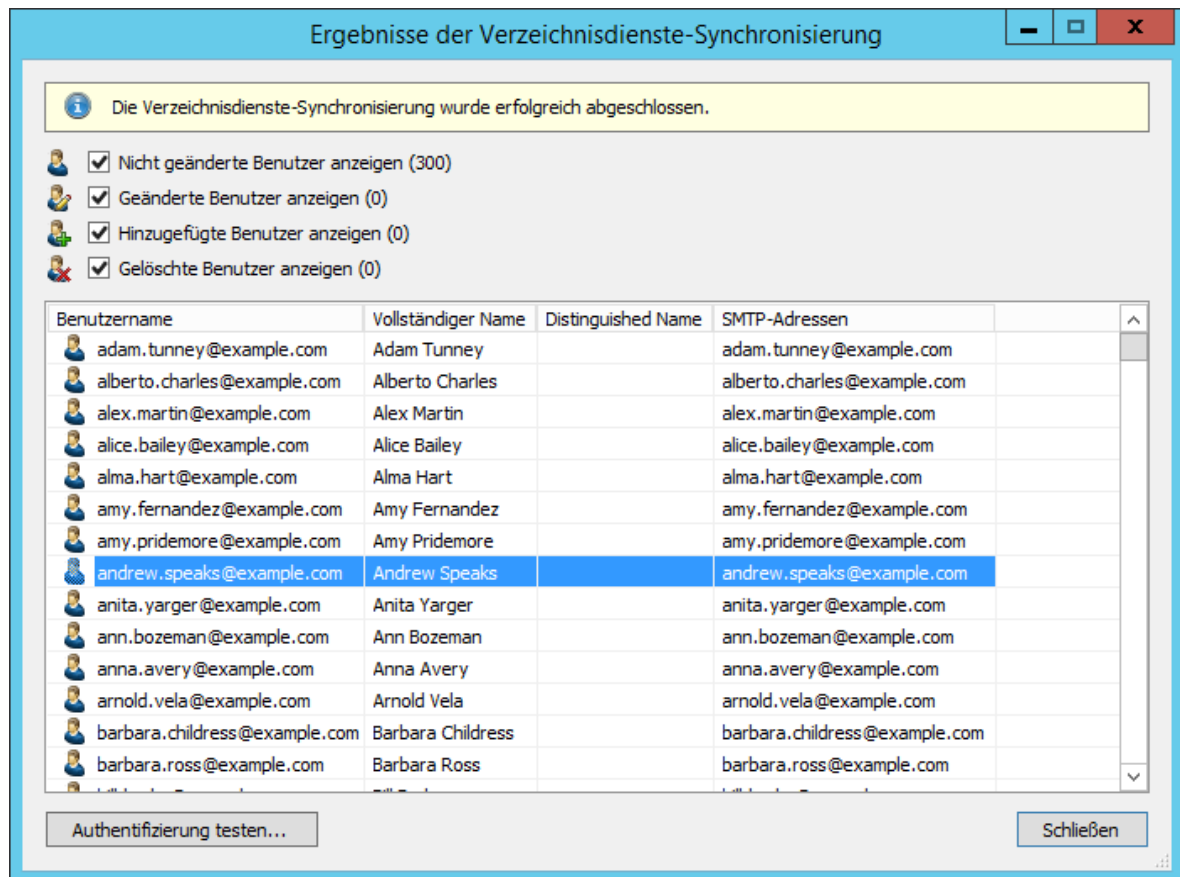 Ergebnisse der Verzeichnisdienste-Synchronisierung
Die Verzeichnisdienste-Synchronisierung wurde erfolgreich abgeschlossen.
Nicht geänderte Benutzer anzeigen (300)
Geänderte Benutzer anzeigen (0)
Hinzugefügte Benutzer anzeigen (0)
Gelöschte Benutzer anzeigen (0)
Benutzername Vollständiger Name Distinguished Name SMTP-Adressen
adam.tunney@example.com Adam Tunney adam.tunney@example.com
alberto.charles@example.com Alberto Charles alberto.charles@example.com
alex.martin@example.com Alex Martin alex.martin@example.com
alice.bailey@example.com Alice Bailey alice.bailey@example.com
alma.hart@example.com Alma Hart alma.hart@example.com
amy.fernandez@example.com Amy Fernandez amy.fernandez@example.com
amy.pridemore@example.com Amy Pridemore amy.pridemore@example.com
andrew.speaks@example.com Andrew Speaks andrew.speaks@example.com
anita.yarger@example.com Anita Yarger anita.yarger@example.com
ann.bozeman@example.com Ann Bozeman ann.bozeman@example.com
anna.avery@example.com Anna Avery anna.avery@example.com
arnold.vela@example.com Arnold Vela arnold.vela@example.com
barbara.childress@example.com Barbara Childress barbara.childress@example.com
barbara.ross@example.com Barbara Ross barbara.ross@example.com
Authentifizierung testen... Schließen